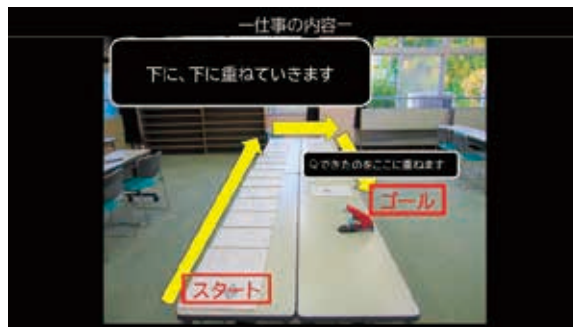 ー仕事の内容ー
下に、下に重ねていきます
Qできたのをここに重ねます
ゴール
スタート